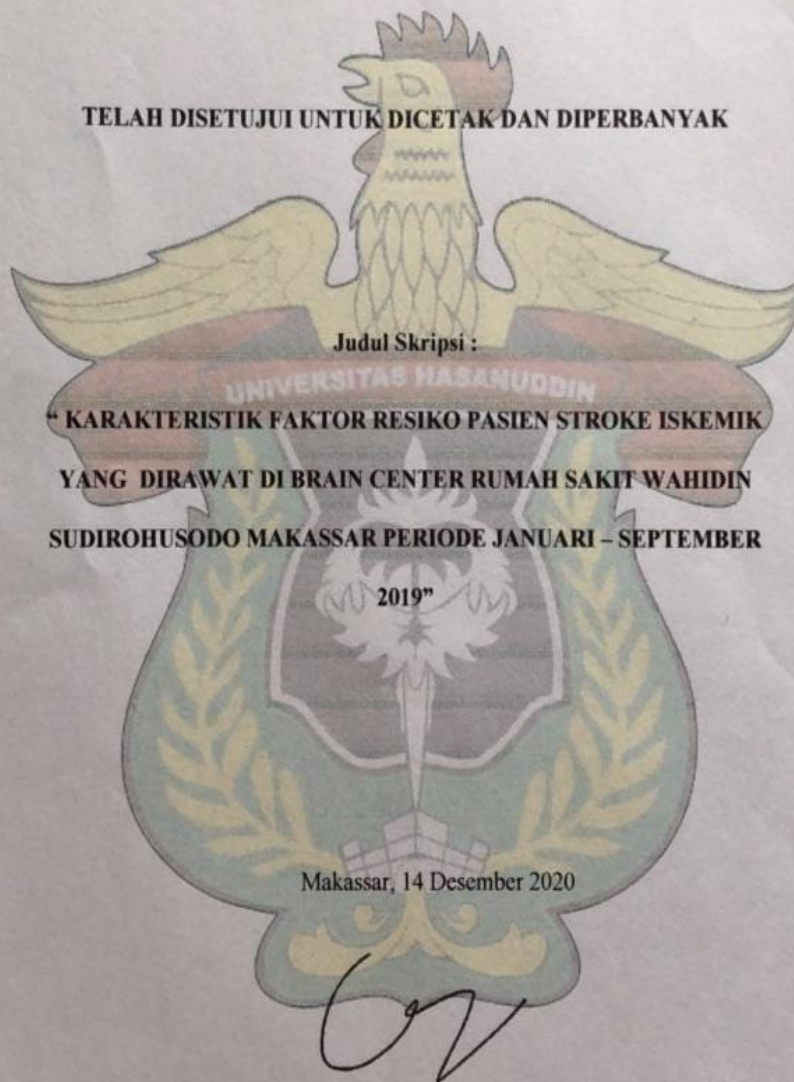 TELAH DISETUJUI UNTUK DICETAK DAN DIPERBANYAK
Judul Skripsi :
UNIVERSITAS HASANUDDIN
“ KARAKTERISTIK FAKTOR RESIKO PASIEN STROKE ISKEMIK
YANG DIRAWAT DI BRAIN CENTER RUMAH SAKIT WAHIDIN
SUDIROHUSODO MAKASSAR PERIODE JANUARI – SEPTEMBER
2019”
Makassar, 14 Desember 2020